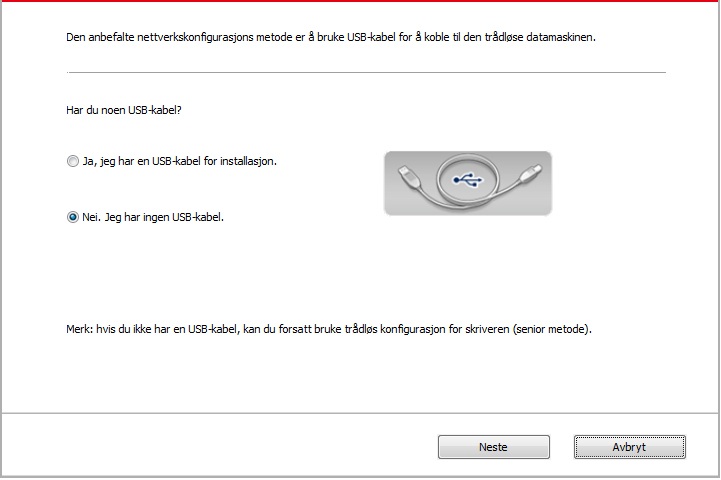 Den anbefalte nettverkskonfigurasjons metode er å bruke USB-kabel for å koble til den trådløse datamaskinen.
Har du noen USB-kabel?
Ja, jeg har en USB-kabel for installasjon.
Nei. Jeg har ingen USB-kabel.
Merk: hvis du ikke har en USB-kabel, kan du forsatt bruke trådløs konfigurasjon for skriveren (senior metode).
Neste
Avbryt